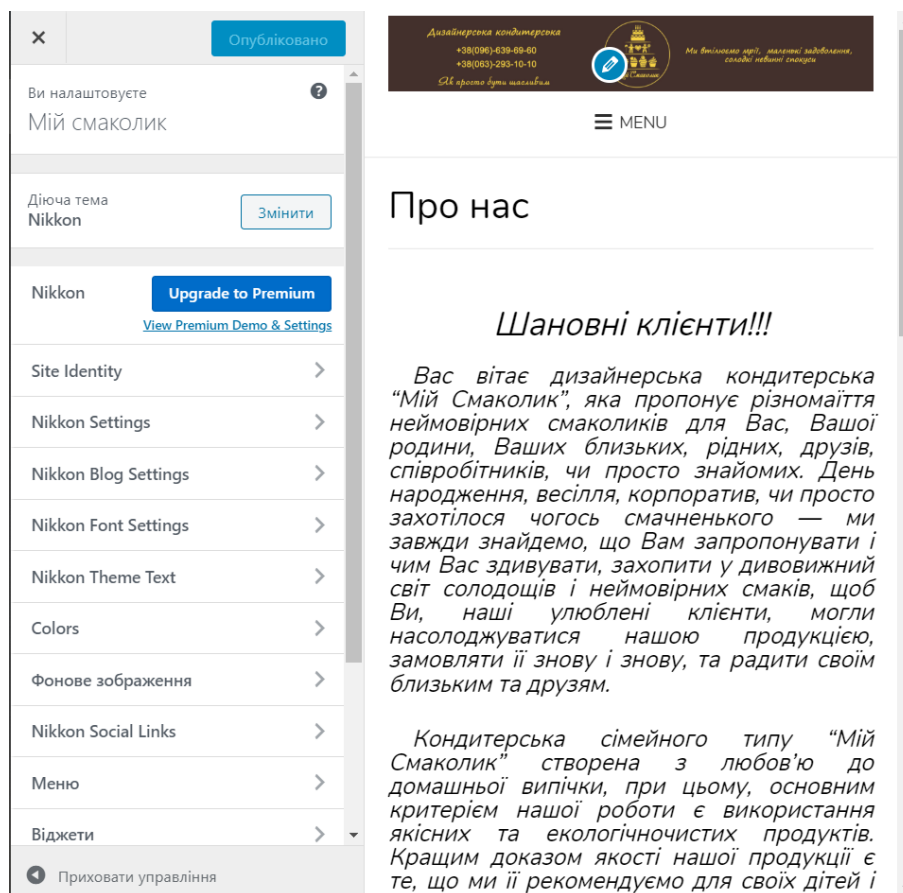 Опубліковано
Ви налаштовуєте
Мій смаколик
Діюча тема
Nikkon
Змінити
Nikkon
Upgrade to Premium
View Premium Demo & Settings
Site Identity
Nikkon Settings
Nikkon Blog Settings
Nikkon Font Settings
Nikkon Theme Text
Colors
Фонове зображення
Nikkon Social Links
Меню
Віджети
Приховати управління
Дизайнерська кондитерська
+38(096)-639-69-60
+38(063)-293-10-10
Як просто бути щасливим
Смаколик
Ми втілюємо мрії, маленькі задоволення,
солодкі невинні спокуси
MENU
Про нас
Шановні клієнти!!!
Вас вітає дизайнерська кондитерська
“Мій Смаколик”, яка пропонує різномаїття
неймовірних смаколиків для Вас, Вашої
родини, Ваших близьких, рідних, друзів,
співробітників, чи просто знайомих. День
народження, весілля, корпоратив, чи просто
захотілося чогось смачненького — ми
завжди знайдемо, що Вам запропонувати і
чим Вас здивувати, захопити у дивовижний
світ солодощів і неймовірних смаків, щоб
Ви, наші улюблені клієнти, могли
насолоджуватися нашою продукцією,
замовляти її знову і знову, та радити своїм
близьким та друзям.
Кондитерська сімейного типу “Мій
Смаколик” створена з любов’ю до
домашньої випічки, при цьому, основним
критерієм нашої роботи є використання
якісних та екологічночистих продуктів.
Кращим доказом якості нашої продукції є
те, що ми її рекомендуємо для своїх дітей і